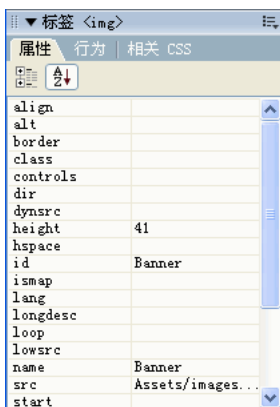 标签 <img>
属性 行为 相关 CSS
A Z
align
alt
border
class
controls
dir
dynsrc
height 41
hspace
id Banner
ismap
lang
longdesc
loop
lowsrc
name Banner
src Assets/images...
start